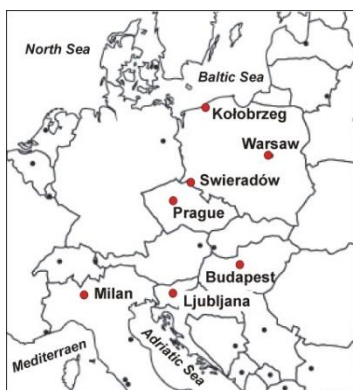 North Sea
Baltic Sea
Kołobrzeg
Warsaw
Swieradów
Prague
Budapest
Milan
Ljubljana
Adriatic Sea
Mediterraen